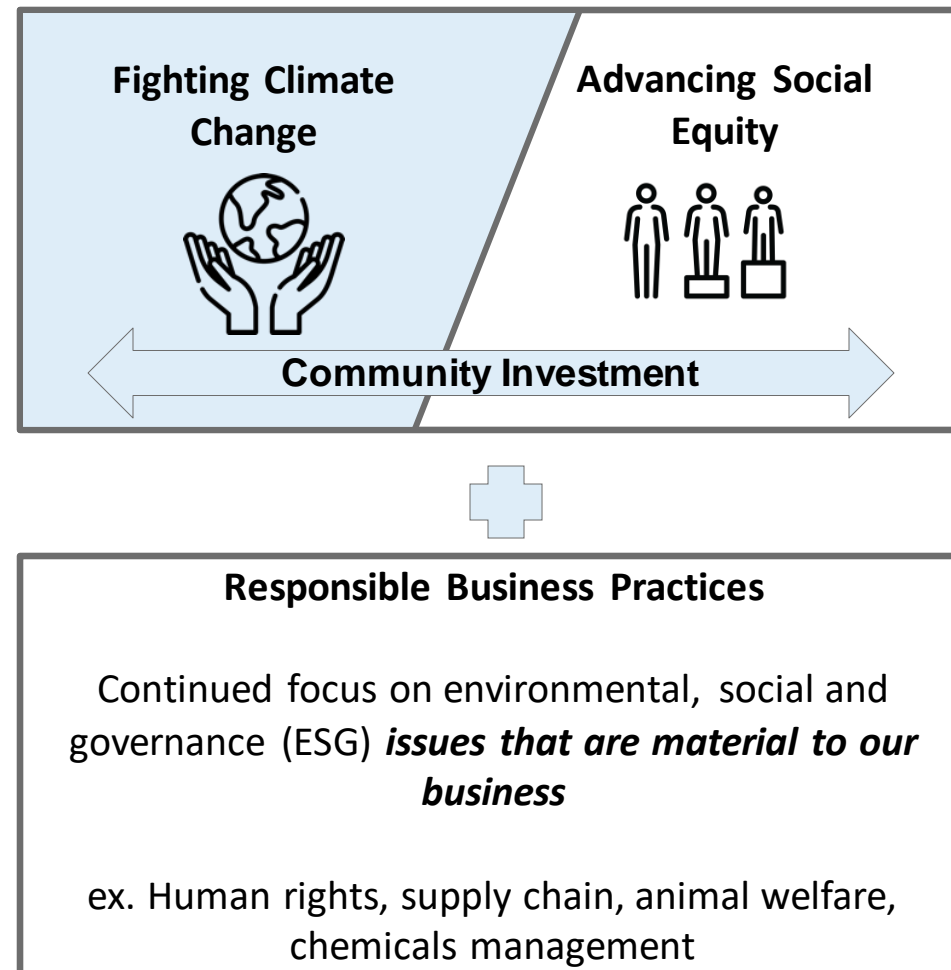 Fighting Climate
Change
Advancing Social
Equity
Community Investment
Responsible Business Practices
Continued focus on environmental, social and
governance (ESG) issues that are material to our
business
ex. Human rights, supply chain, animal welfare,
chemicals management